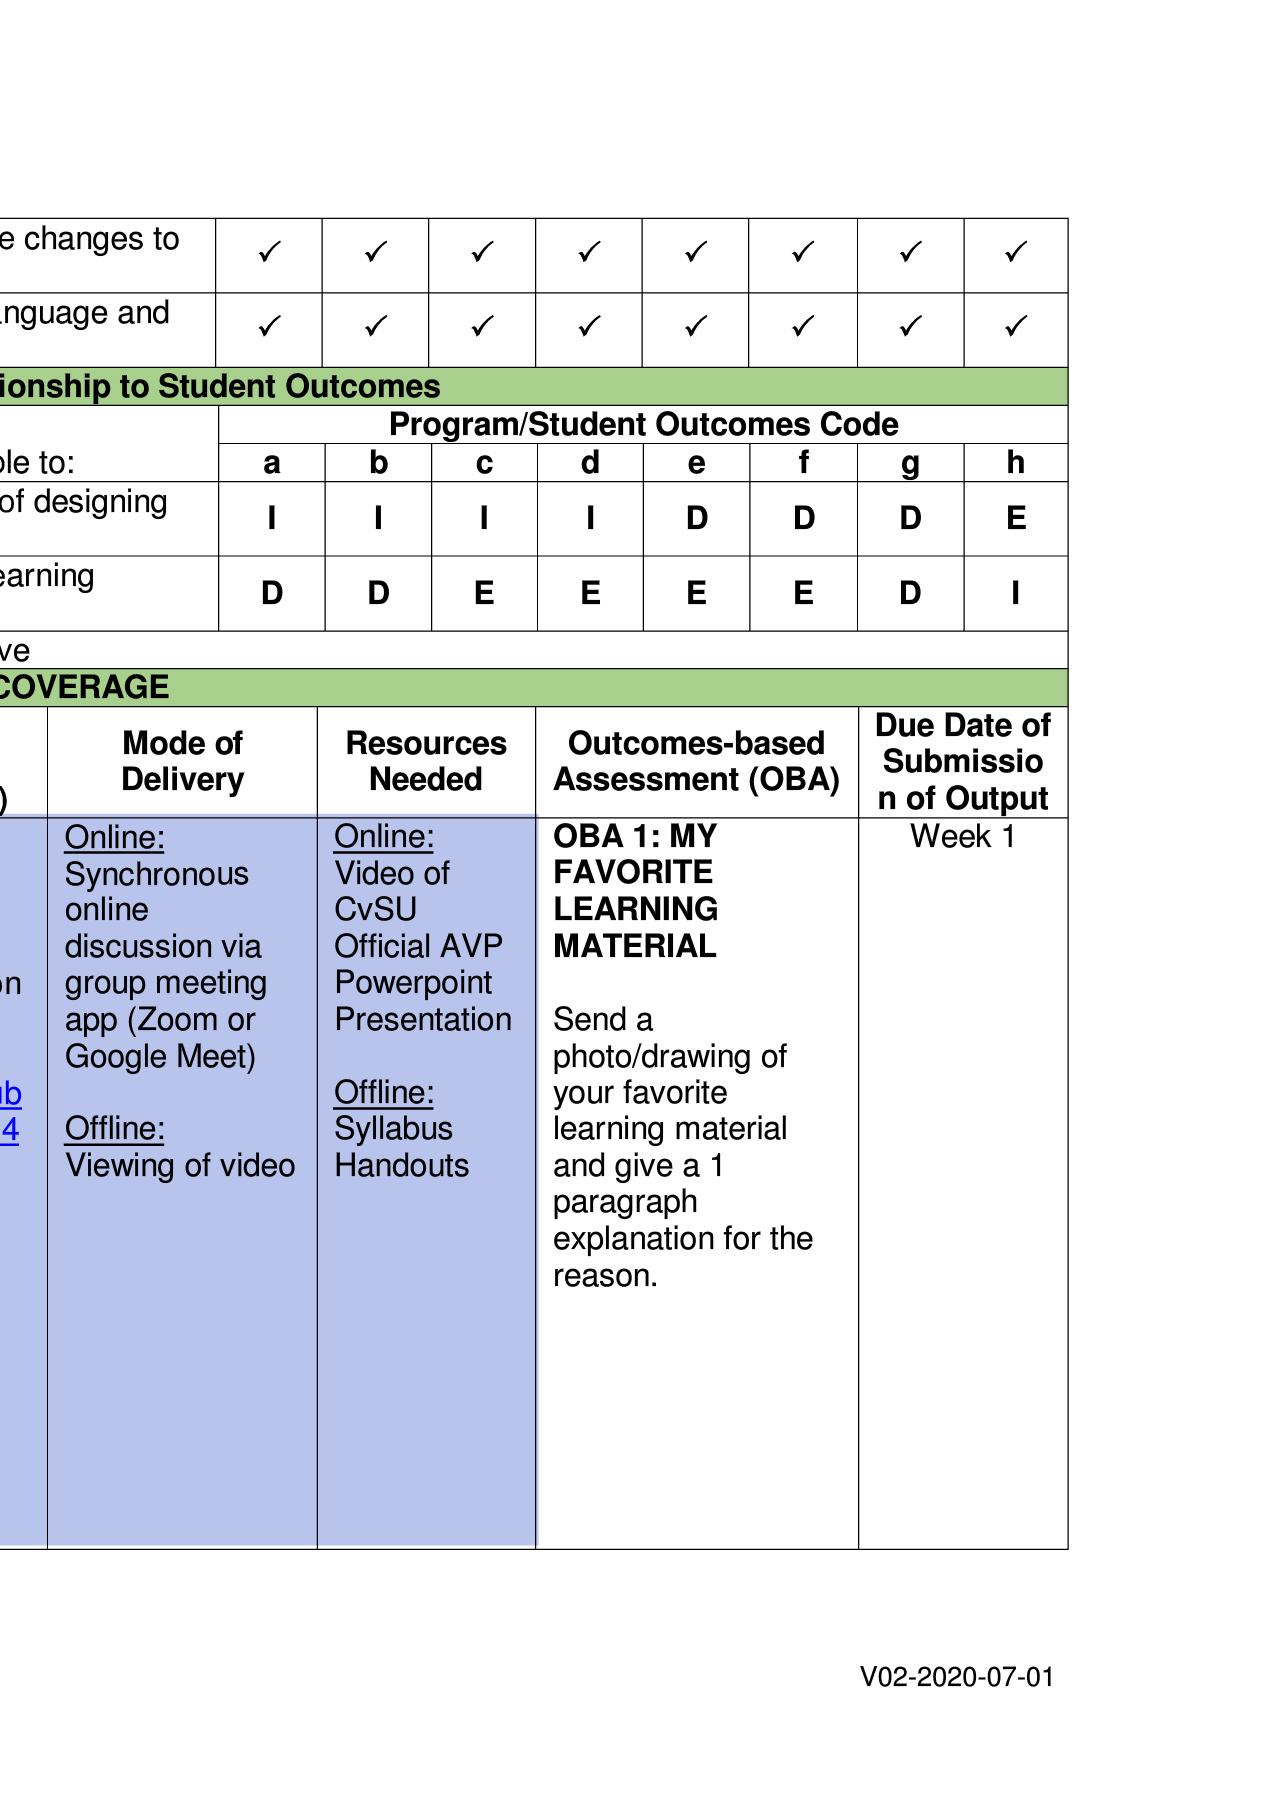 e changes to ✓ ✓ ✓ ✓ ✓ ✓ ✓ ✓
nguage and ✓ ✓ ✓ ✓ ✓ ✓ ✓ ✓
ionship to Student Outcomes
Program/Student Outcomes Code
ble to: a b c d e f g h
of designing I I I I D D D E
earning D D E E E E D I
ve
COVERAGE
)
Mode of
Delivery
Resources
Needed
Outcomes-based
Assessment (OBA)
Due Date of
Submissio
n of Output
on
ub
4
Online:
Synchronous
online
discussion via
group meeting
app (Zoom or
Google Meet)
Offline:
Viewing of video
Online:
Video of
CvSU
Official AVP
Powerpoint
Presentation
Offline:
Syllabus
Handouts
OBA 1: MY
FAVORITE
LEARNING
MATERIAL
Send a
photo/drawing of
your favorite
learning material
and give a 1
paragraph
explanation for the
reason.
Week 1
V02-2020-07-01